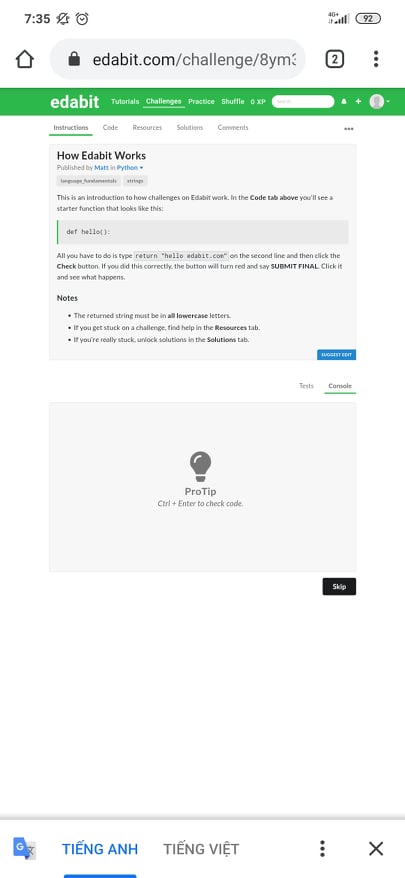 7:35
4G+
92
edabit.com/challenge/8ym3
2
edabit Tutorials Challenges Practice Shuffle 0 XP
Instructions Code Resources Solutions Comments
How Edabit Works
Published by Matt in Python
language_fundamentals strings
This is an introduction to how challenges on Edabit work. In the Code tab above you'll see a
starter function that looks like this:
def hello():
All you have to do is type return "hello edabit.com" on the second line and then click the
Check button. If you did this correctly, the button will turn red and say SUBMIT FINAL. Click it
and see what happens.
Notes
• The returned string must be in all lowercase letters.
• If you get stuck on a challenge, find help in the Resources tab.
• If you're really stuck, unlock solutions in the Solutions tab.
SUGGEST EDIT
Tests Console
ProTip
Ctrl + Enter to check code.
Skip
G TIẾNG ANH TIẾNG VIỆT